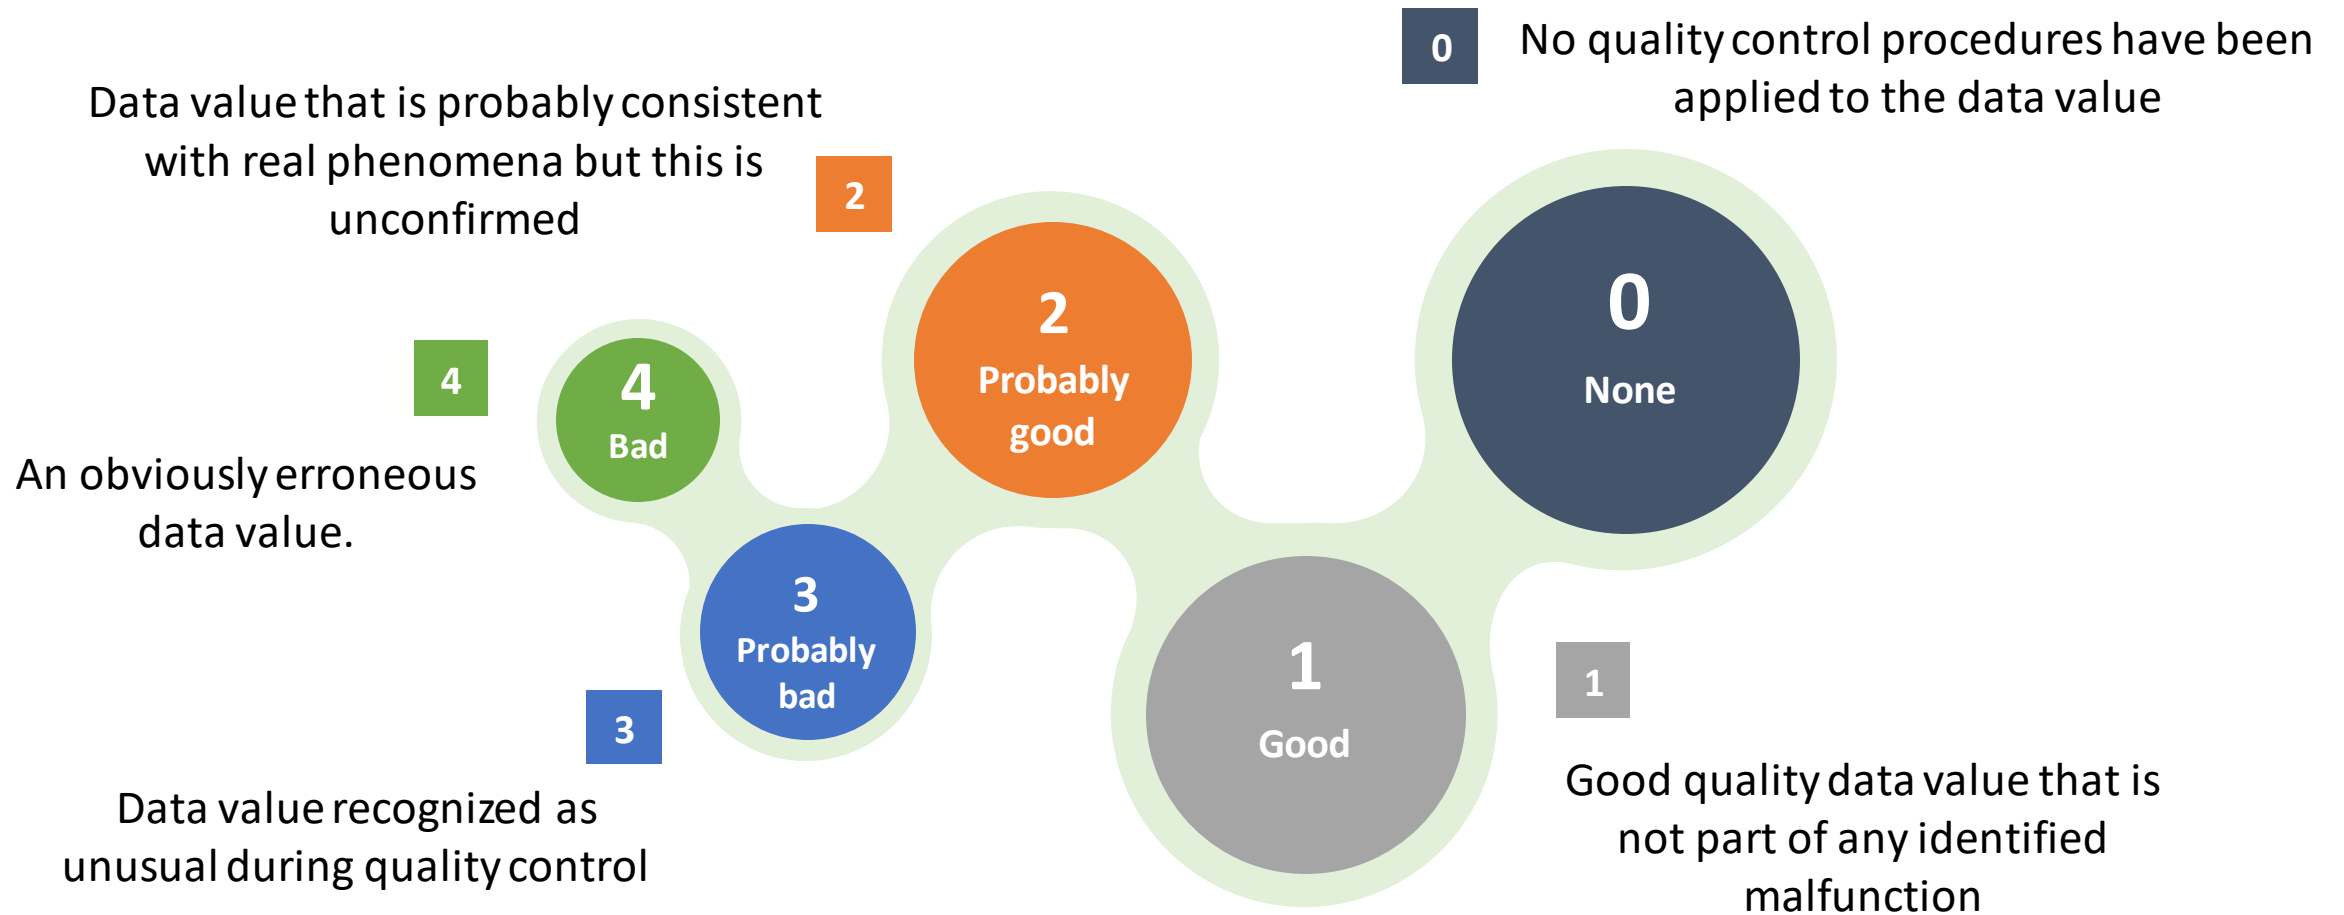 0
No quality control procedures have been
applied to the data value
Data value that is probably consistent
with real phenomena but this is
unconfirmed
2
2
Probably
good
0
None
4
4
Bad
An obviously erroneous
data value.
3
Probably
bad
3
Data value recognized as
unusual during quality control
1
Good
1
Good quality data value that is
not part of any identified
malfunction